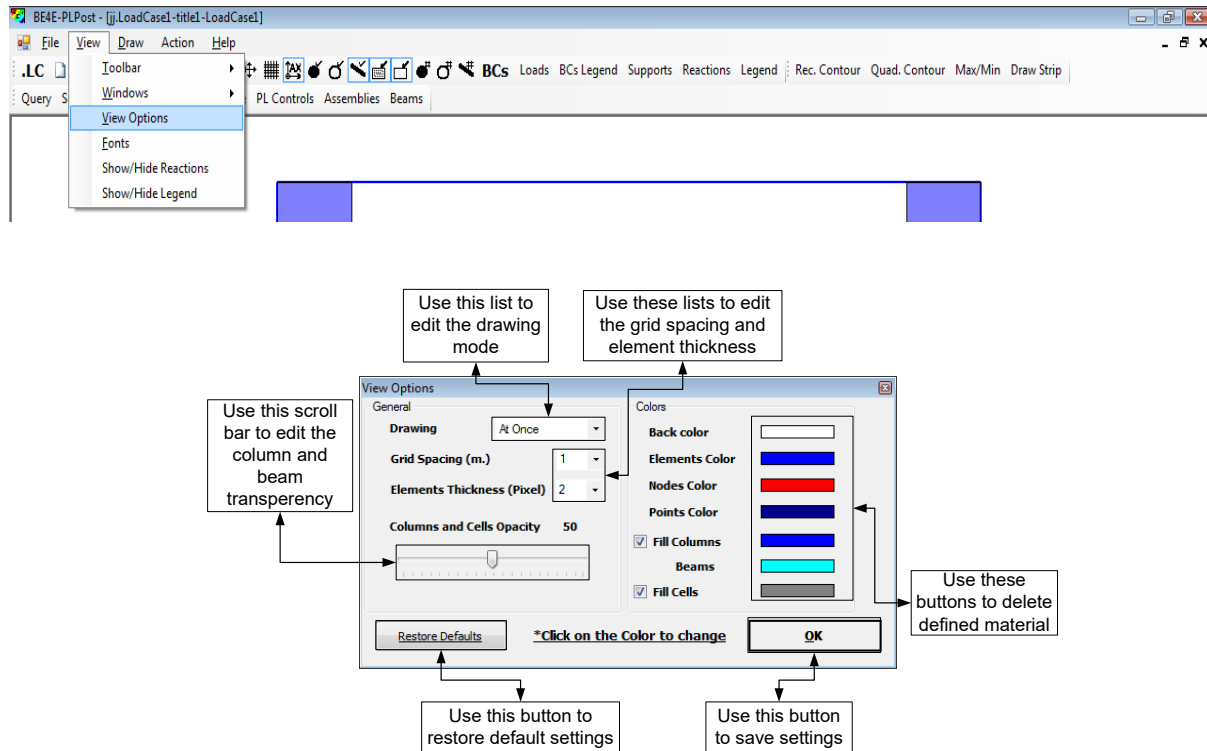 BE4E-PLPost - [jj.LoadCase1-title1-LoadCase1]
File View Draw Action Help
.LC BCs Loads BCs Legend Supports Reactions Legend Rec. Contour Quad. Contour Max/Min Draw Strip
Toolbar
Query S PL Controls Assemblies Beams
Windows
View Options
Fonts
Show/Hide Reactions
Show/Hide Legend
Use this list to
edit the drawing
mode
Use these lists to edit
the grid spacing and
element thickness
Use this scroll
bar to edit the
column and
beam
transperency
View Options
General
Drawing At Once
Grid Spacing (m.) 1
Elements Thickness (Pixel) 2
Columns and Cells Opacity 50
Colors
Back color
Elements Color
Nodes Color
Points Color
Fill Columns
Beams
Fill Cells
Use these
buttons to delete
defined material
Restore Defaults *Click on the Color to change OK
Use this button to
restore default settings
Use this button
to save settings